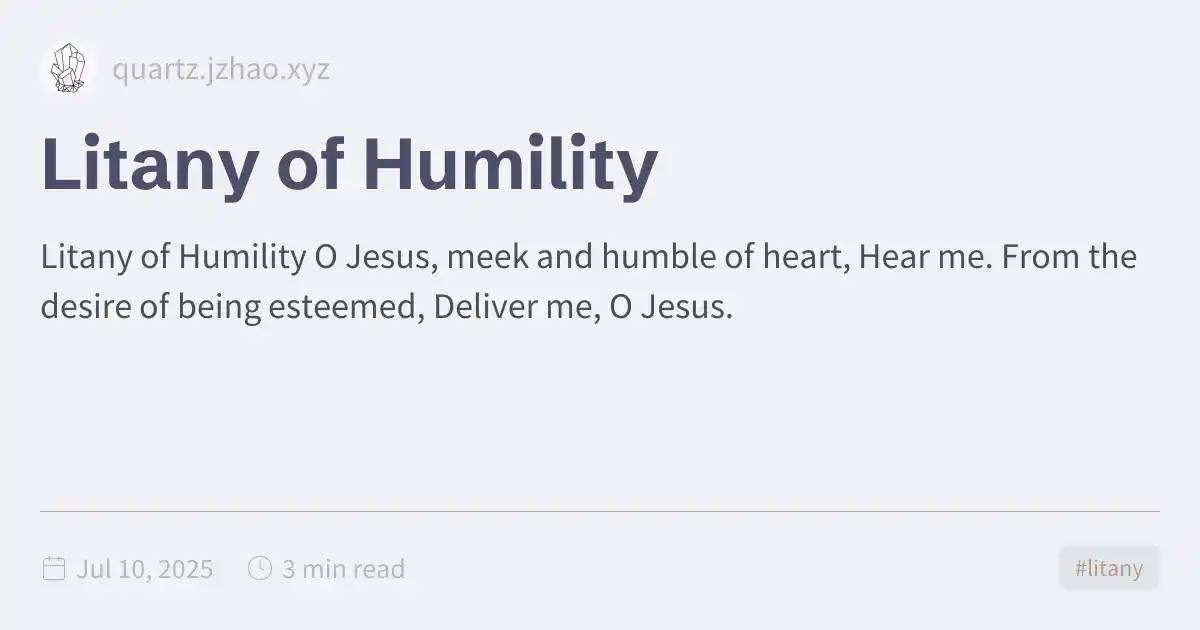 quartz.jzhao.xyz
Litany of Humility
Litany of Humility O Jesus, meek and humble of heart, Hear me. From the
desire of being esteemed, Deliver me, O Jesus.
Jul 10, 2025 3 min read #litany